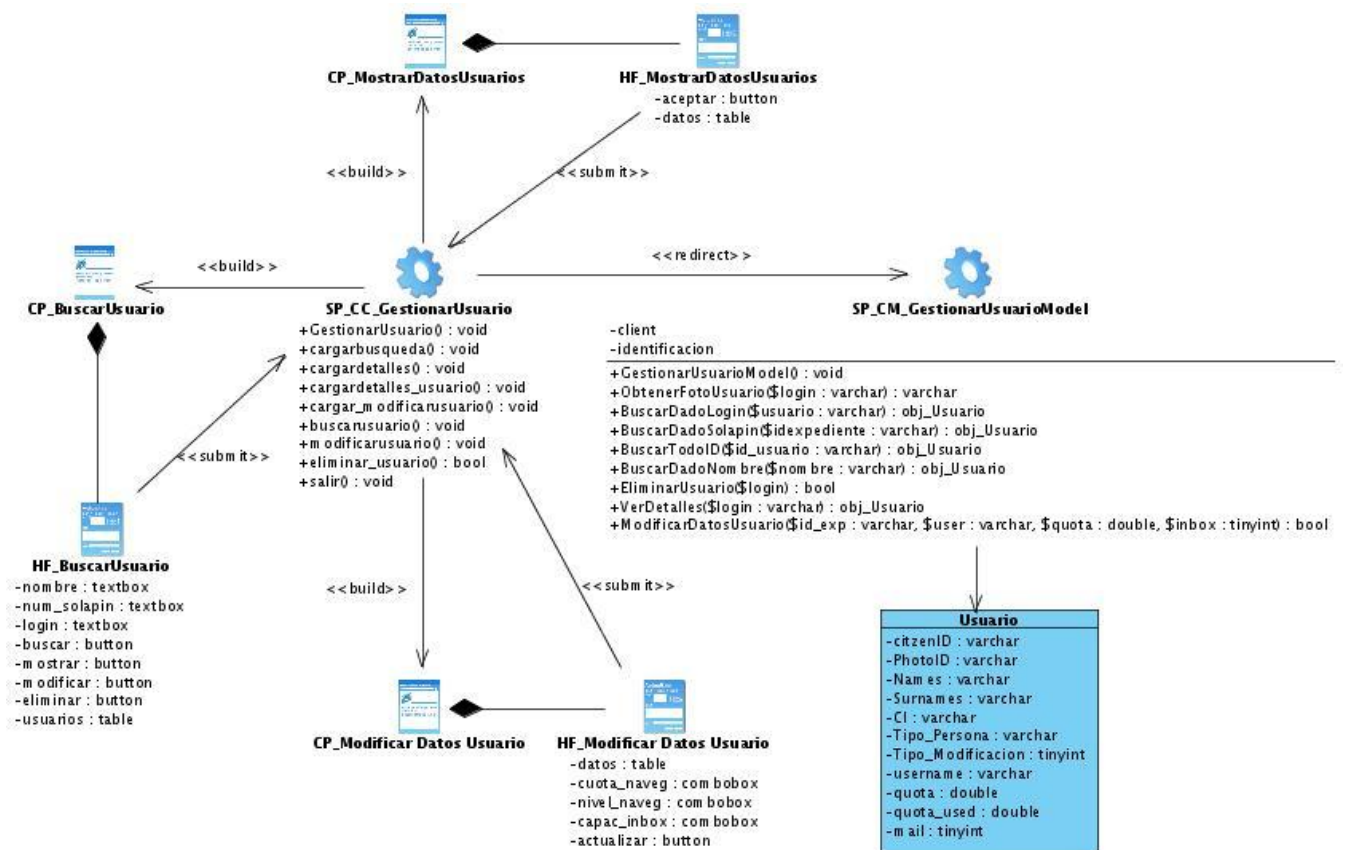 CP_MostrarDatosUsuarios
HF_MostrarDatosUsuarios
-aceptar : button
-datos : table
<<build>>
<<submit>>
<<build>>
<<redirect>>
CP_BuscarUsuario
SP_CC_GestionarUsuario
+GestionarUsuario() : void
+cargarbusqueda() : void
+cargardetalles() : void
+cargardetalles_usuario() : void
+cargar_modificarusuario() : void
+buscarusuario() : void
+modificarusuario() : void
+eliminar_usuario() : bool
+salir() : void
SP_CM_GestionarUsuarioModel
-client
-identificacion
+GestionarUsuarioModel() : void
+ObtenerFotoUsuario($login : varchar) : varchar
+BuscarDadoLogin($usuario : varchar) : obj_Usuario
+BuscarDadoSolapin($idexpediente : varchar) : obj_Usuario
+BuscarTodoID($id_usuario : varchar) : obj_Usuario
+BuscarDadoNombre($nombre : varchar) : obj_Usuario
+EliminarUsuario($login) : bool
+VerDetalles($login : varchar) : obj_Usuario
+ModificarDatosUsuario($id_exp : varchar, $user : varchar, $quota : double, $inbox : tinyint) : bool
<<submit>>
HF_BuscarUsuario
-nombre : textbox
-num_solapin : textbox
-login : textbox
-buscar : button
-mostrar : button
-modificar : button
-eliminar : button
-usuarios : table
<<build>>
<<submit>>
CP_Modificar Datos Usuario
HF_Modificar Datos Usuario
-datos : table
-cuota_naveg : combobox
-nivel_naveg : combobox
-capac_inbox : combobox
-actualizar : button
Usuario
-citzenID : varchar
-PhotoID : varchar
-Names : varchar
-Surnames : varchar
-CI : varchar
-Tipo_Persona : varchar
-Tipo_Modificacion : tinyint
-username : varchar
-quota : double
-quota_used : double
-mail : tinyint